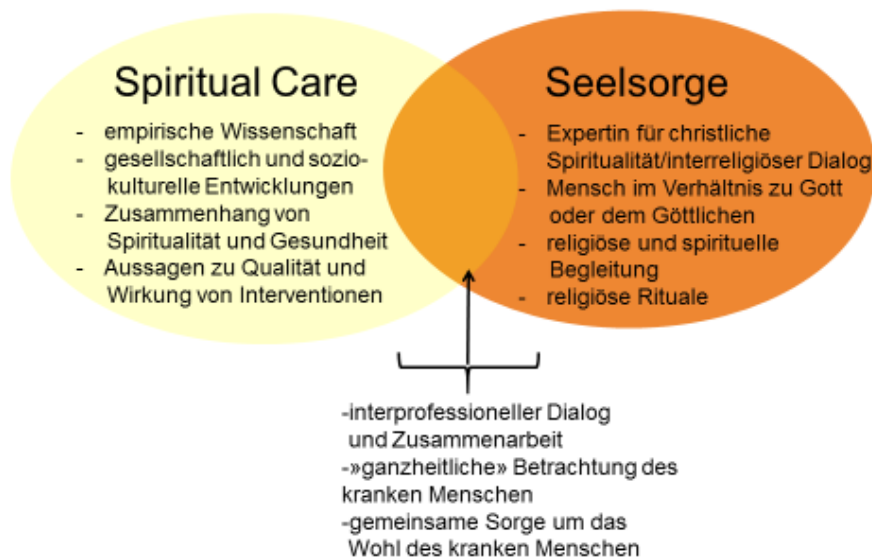 Spiritual Care
- empirische Wissenschaft
- gesellschaftlich und sozio-
kulturelle Entwicklungen
- Zusammenhang von
Spiritualität und Gesundheit
- Aussagen zu Qualität und
Wirkung von Interventionen
Seelsorge
- Expertin für christliche
Spiritualität/interreligiöser Dialog
- Mensch im Verhältnis zu Gott
oder dem Göttlichen
- religiöse und spirituelle
Begleitung
- religiöse Rituale
-interprofessioneller Dialog
und Zusammenarbeit
-»ganzheitliche» Betrachtung des
kranken Menschen
-gemeinsame Sorge um das
Wohl des kranken Menschen